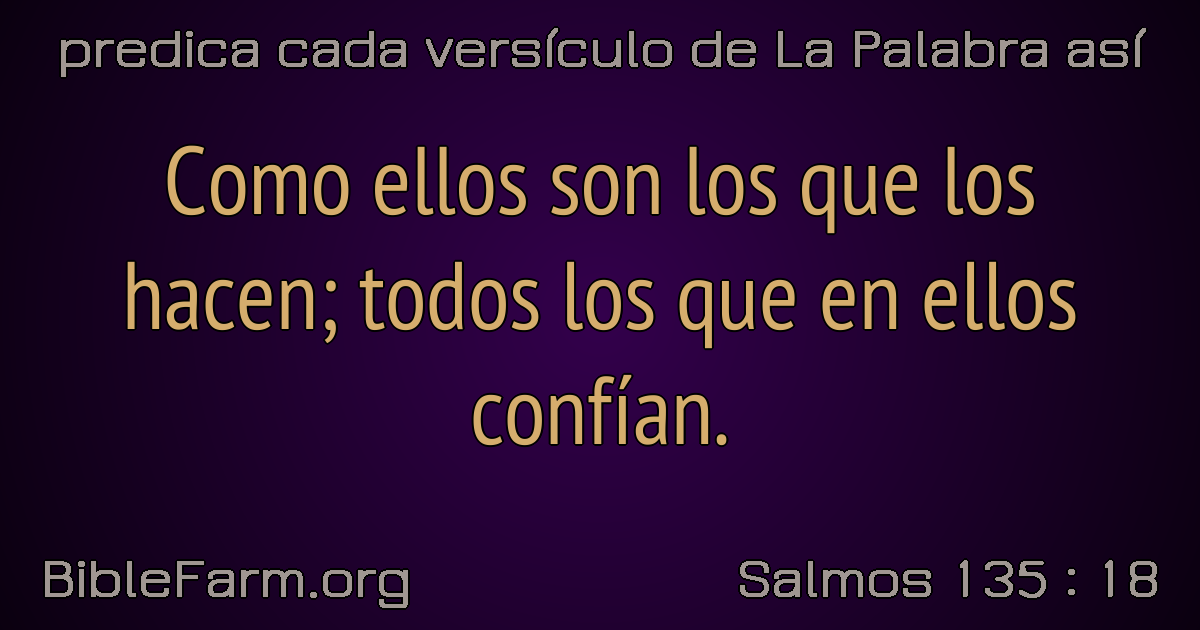 predica cada versículo de La Palabra así
Como ellos son los que los
hacen; todos los que en ellos
confían.
BibleFarm.org
Salmos 135 : 18